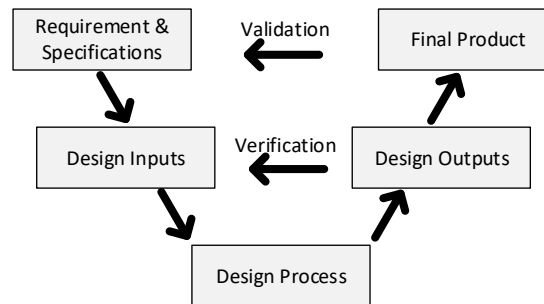 Requirement &
Specifications
Validation
Final Product
Design Inputs
Verification
Design Outputs
Design Process